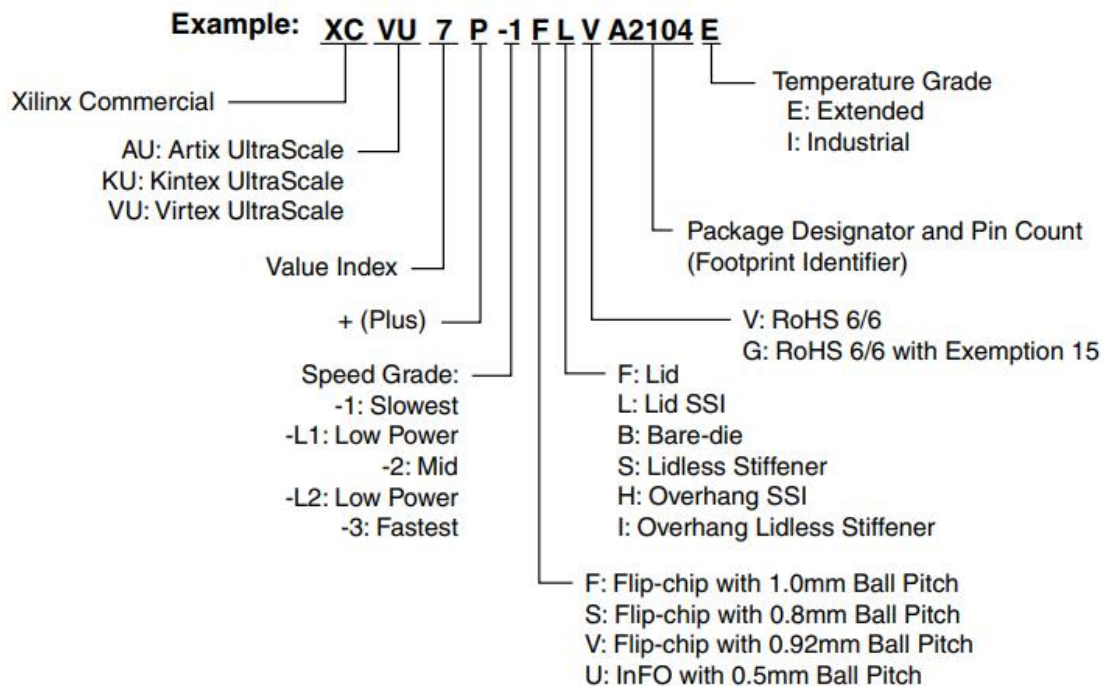 Example: XC VU 7 P -1 F L V A2104 E
Xilinx Commercial
AU: Artix UltraScale
KU: Kintex UltraScale
VU: Virtex UltraScale
Value Index
+ (Plus)
Speed Grade:
-1: Slowest
-L1: Low Power
-2: Mid
-L2: Low Power
-3: Fastest
Temperature Grade
E: Extended
I: Industrial
Package Designator and Pin Count
(Footprint Identifier)
V: RoHS 6/6
G: RoHS 6/6 with Exemption 15
F: Lid
L: Lid SSI
B: Bare-die
S: Lidless Stiffener
H: Overhang SSI
I: Overhang Lidless Stiffener
F: Flip-chip with 1.0mm Ball Pitch
S: Flip-chip with 0.8mm Ball Pitch
V: Flip-chip with 0.92mm Ball Pitch
U: InFO with 0.5mm Ball Pitch